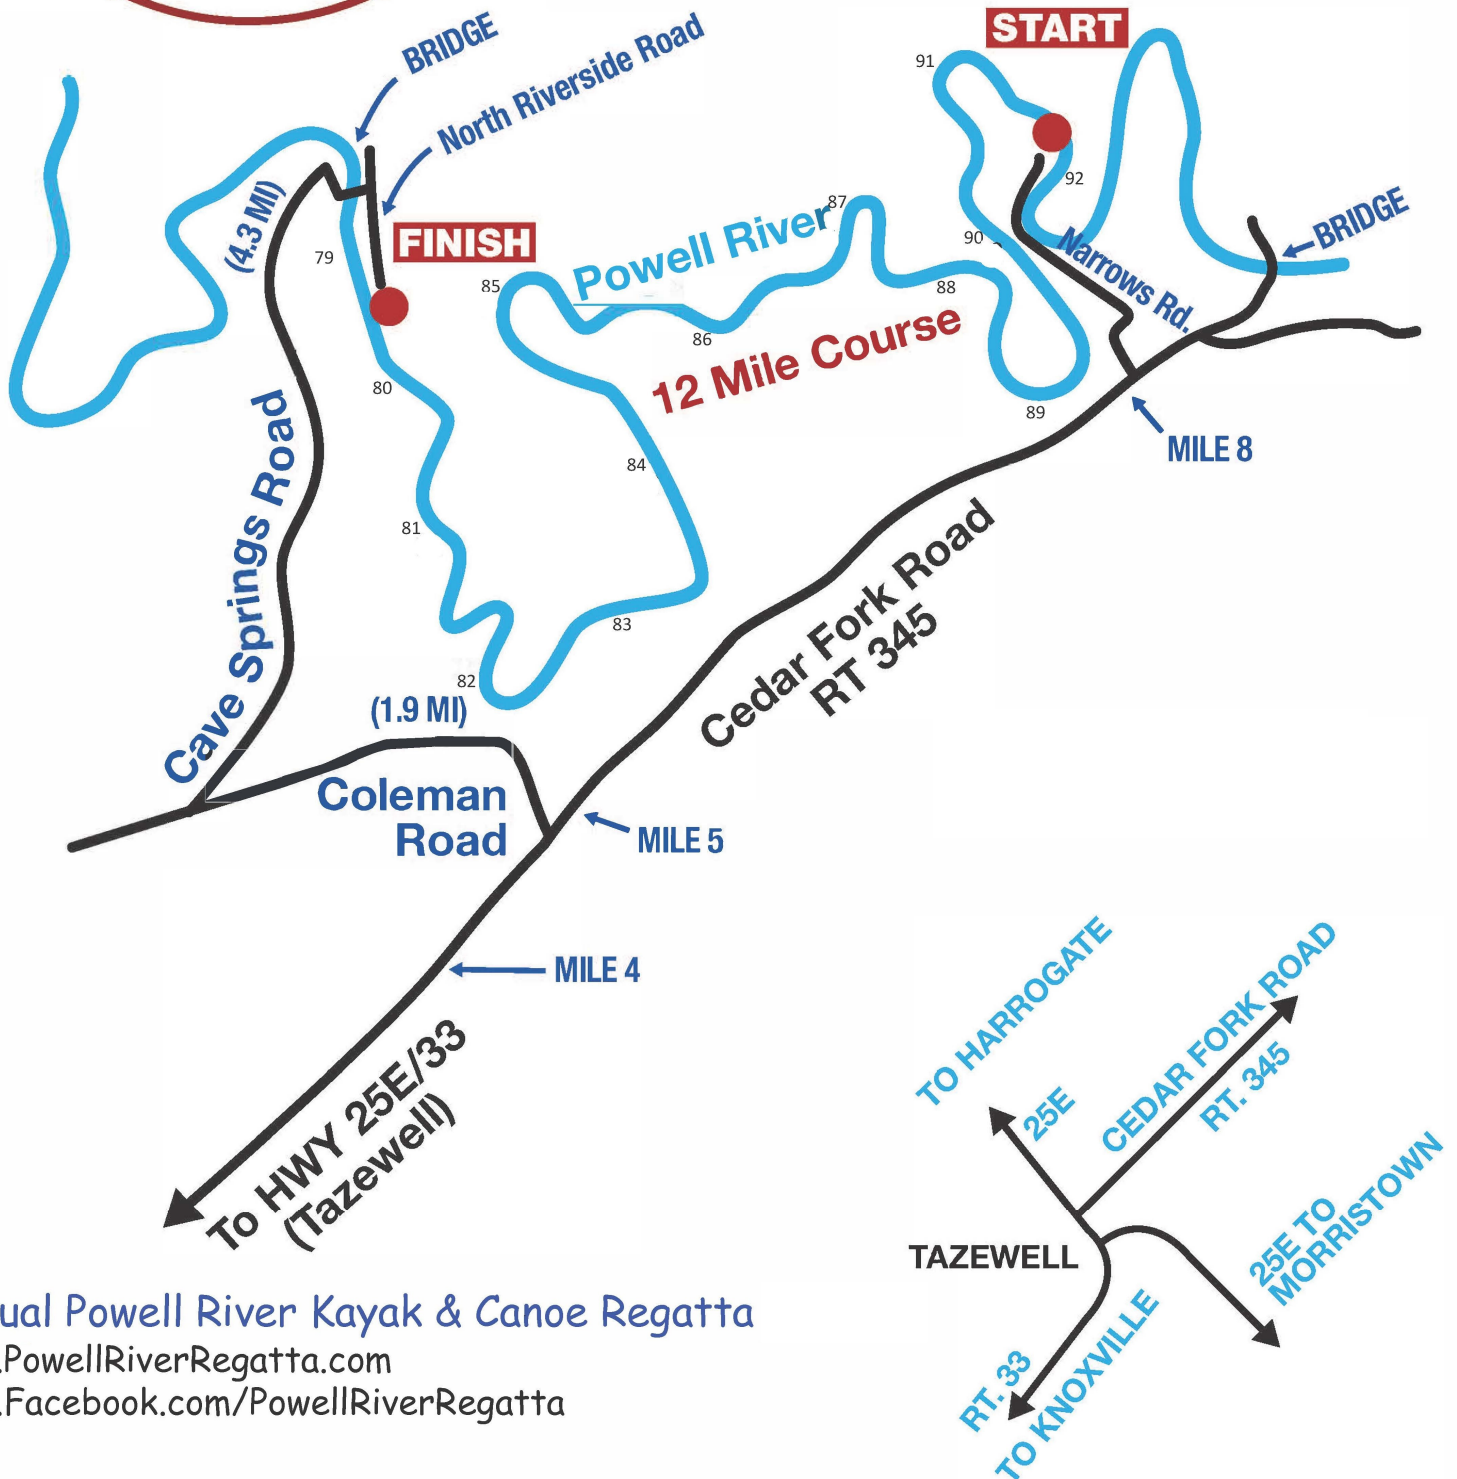 START
BRIDGE
North Riverside Road
91
92
(4.3 MI)
87
Powell River
FINISH
90
BRIDGE
Narrows Rd.
79
85
88
86
12 Mile Course
80
89
MILE 8
Cave Springs Road
84
81
Cedar Fork Road
RT 345
83
82
(1.9 MI)
Coleman
Road
MILE 5
MILE 4
To HWY 25E/33
(Tazewell)
TO HARROGATE
25E
CEDAR FORK ROAD
RT. 345
TAZEWELL
25E TO
MORRISTOWN
RT. 33
TO KNOXVILLE
ual Powell River Kayak & Canoe Regatta
.PowellRiverRegatta.com
.Facebook.com/PowellRiverRegatta